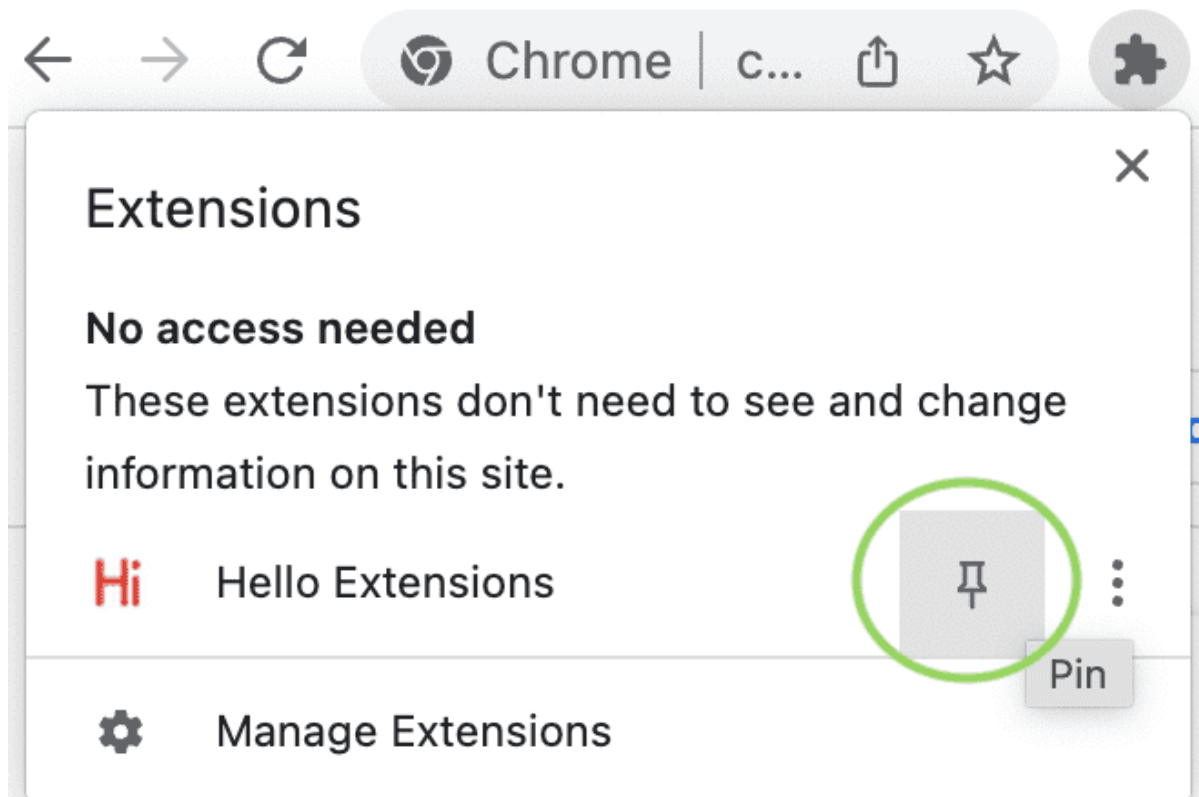 Chrome | c...
Extensions
No access needed
These extensions don't need to see and change
information on this site.
Hi Hello Extensions
Pin
Manage Extensions